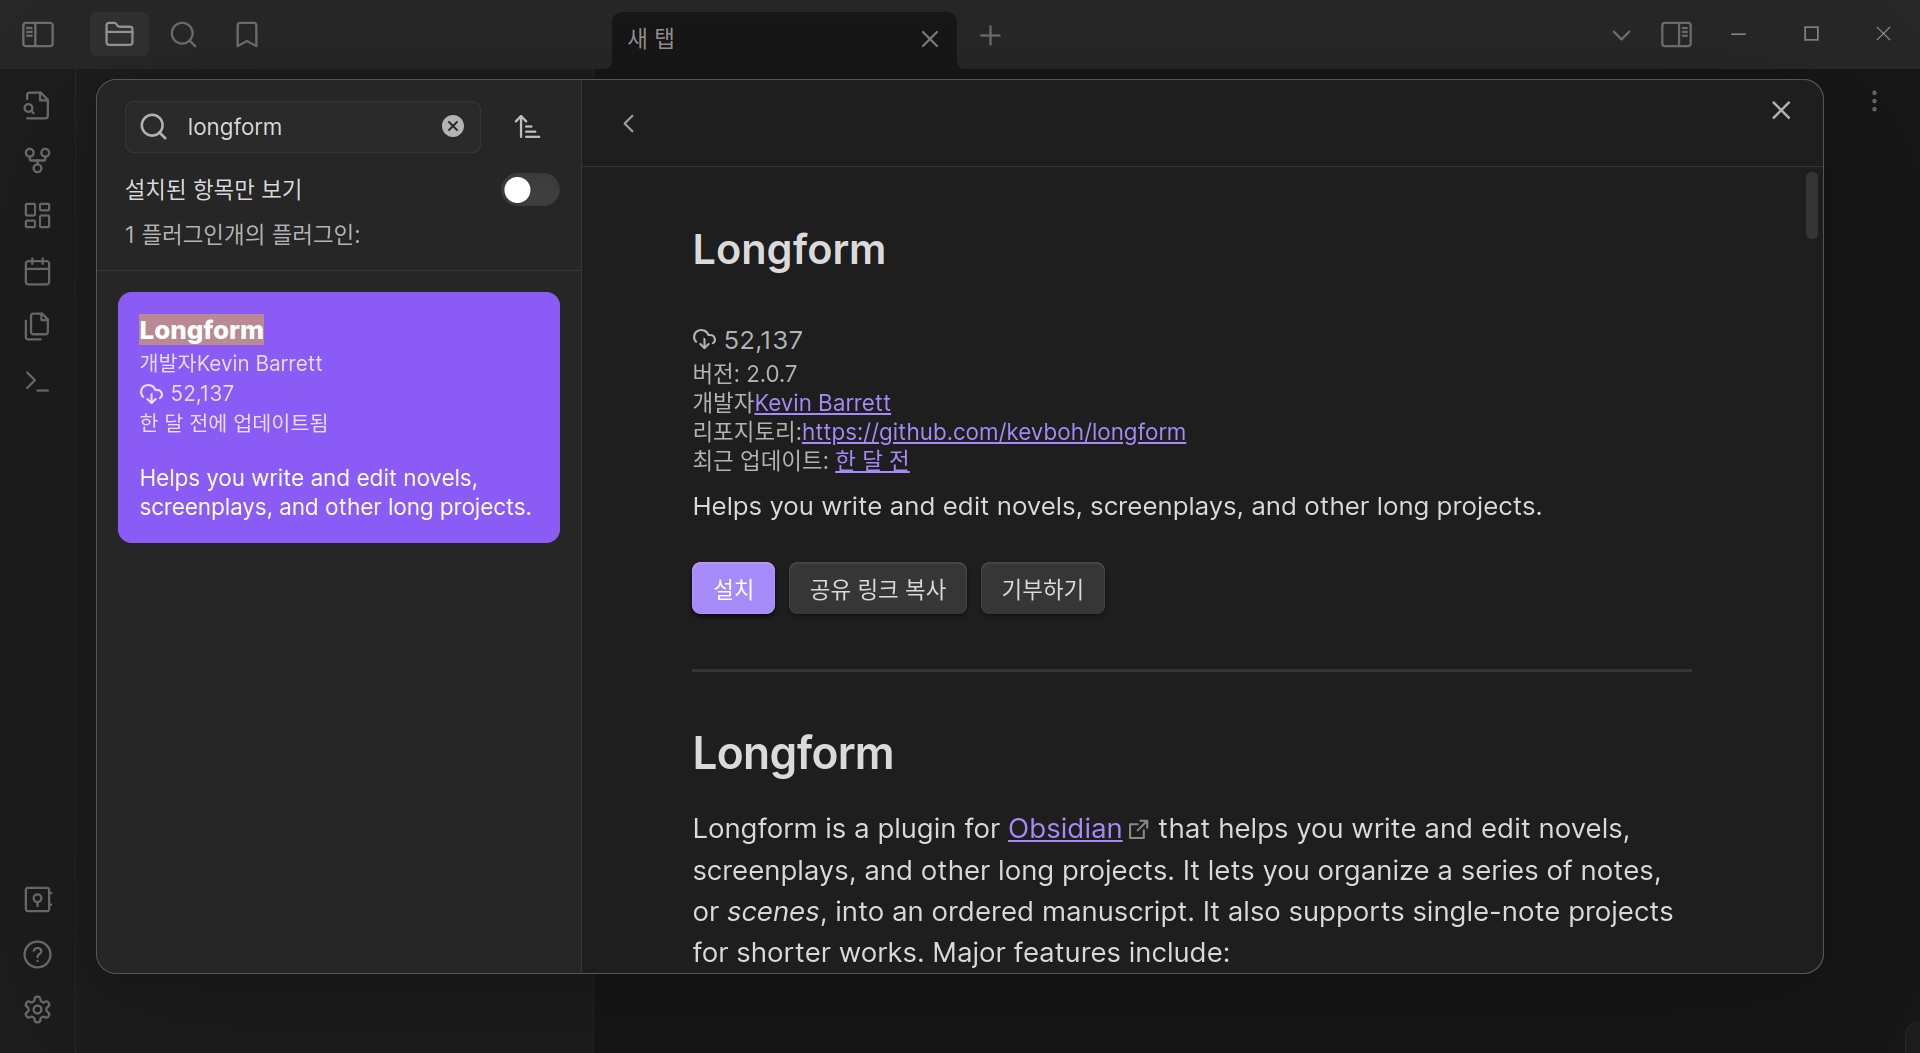 새 탭
longform
설치된 항목만 보기
1 플러그인개의 플러그인:
Longform
개발자Kevin Barrett
52,137
한 달 전에 업데이트됨
Helps you write and edit novels,
screenplays, and other long projects.
Longform
52,137
버전: 2.0.7
개발자Kevin Barrett
리포지토리:https://github.com/kevboh/longform
최근 업데이트: 한 달 전
Helps you write and edit novels, screenplays, and other long projects.
설치
공유 링크 복사
기부하기
Longform
Longform is a plugin for Obsidian that helps you write and edit novels,
screenplays, and other long projects. It lets you organize a series of notes,
or scenes, into an ordered manuscript. It also supports single-note projects
for shorter works. Major features include: